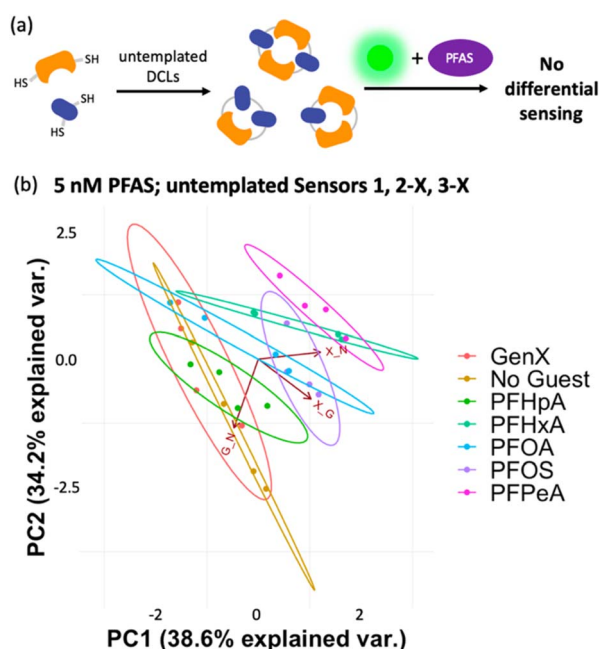 (a)
HS
SH
SH
HS
untemplated
DCLs
+
PFAS
No
differential
sensing
(b) 5 nM PFAS; untemplated Sensors 1, 2-X, 3-X
PC2 (34.2% explained var.)
2.5
0.0
-2.5
X_N
X_G
G_N
-2
0
2
PC1 (38.6% explained var.)
GenX
No Guest
PFHpA
PFHxA
PFOA
PFOS
PFPeA